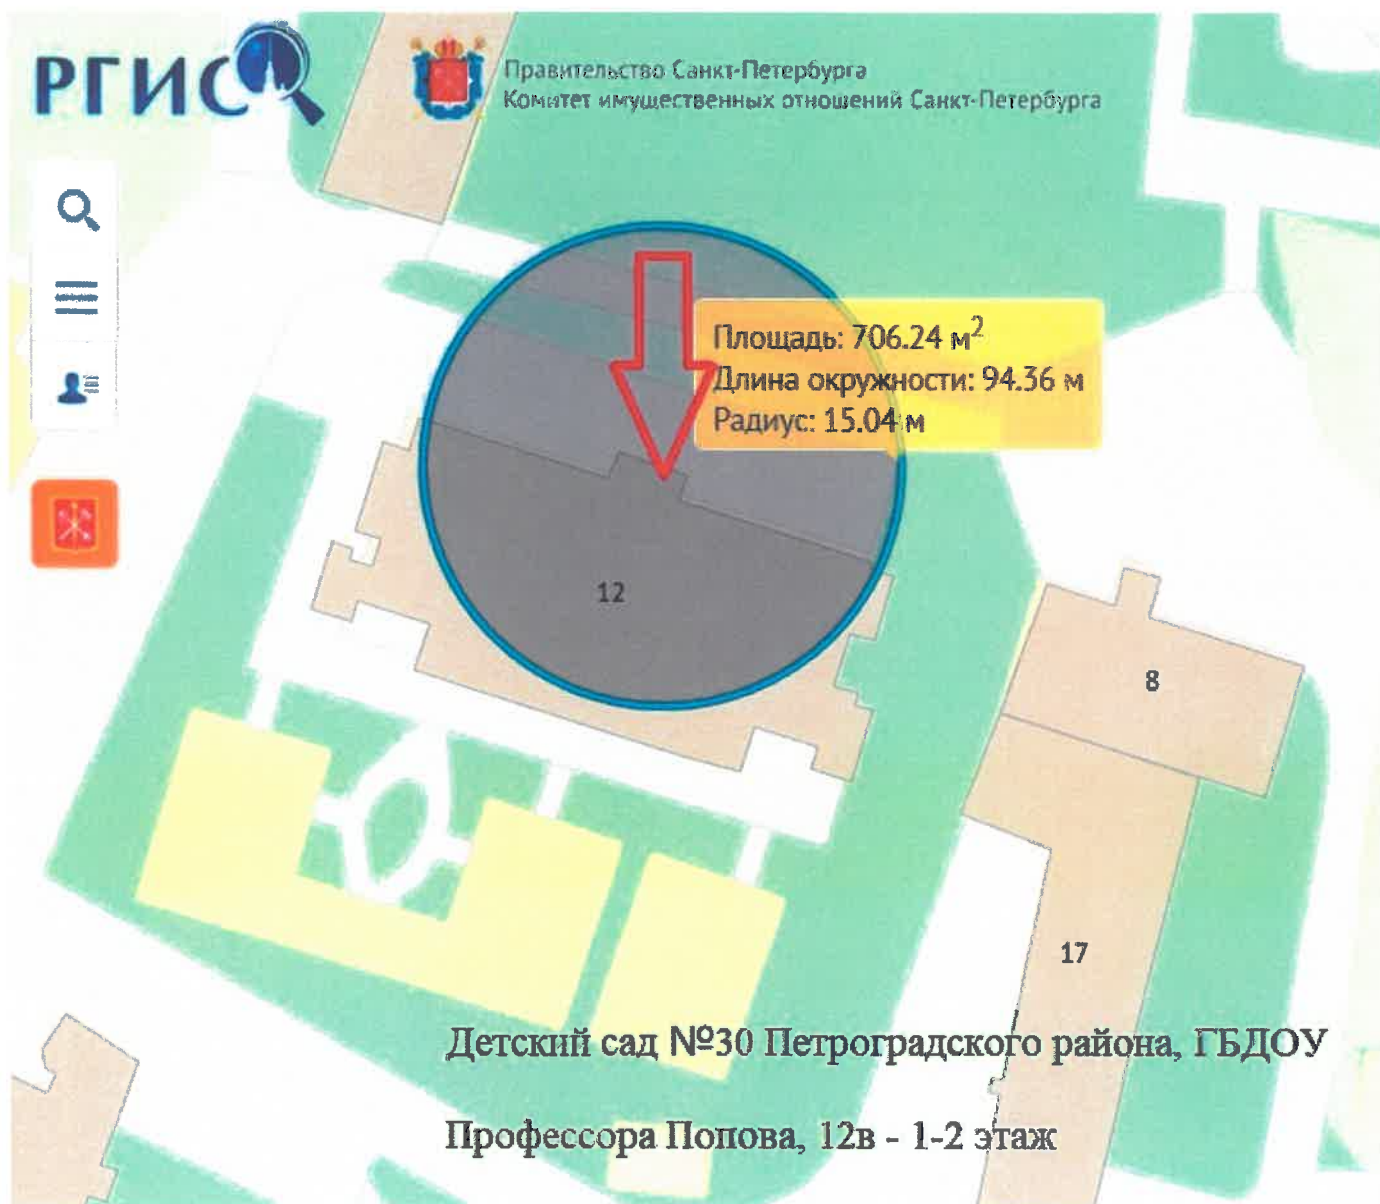 РГИС
Правительство Санкт-Петербурга
Комитет имущественных отношений Санкт-Петербурга
Площадь: 706.24 м²
Длина окружности: 94.36 м
Радиус: 15.04 м
12
8
17
Детский сад №30 Петроградского района, ГБДОУ
Профессора Попова, 12в - 1-2 этаж